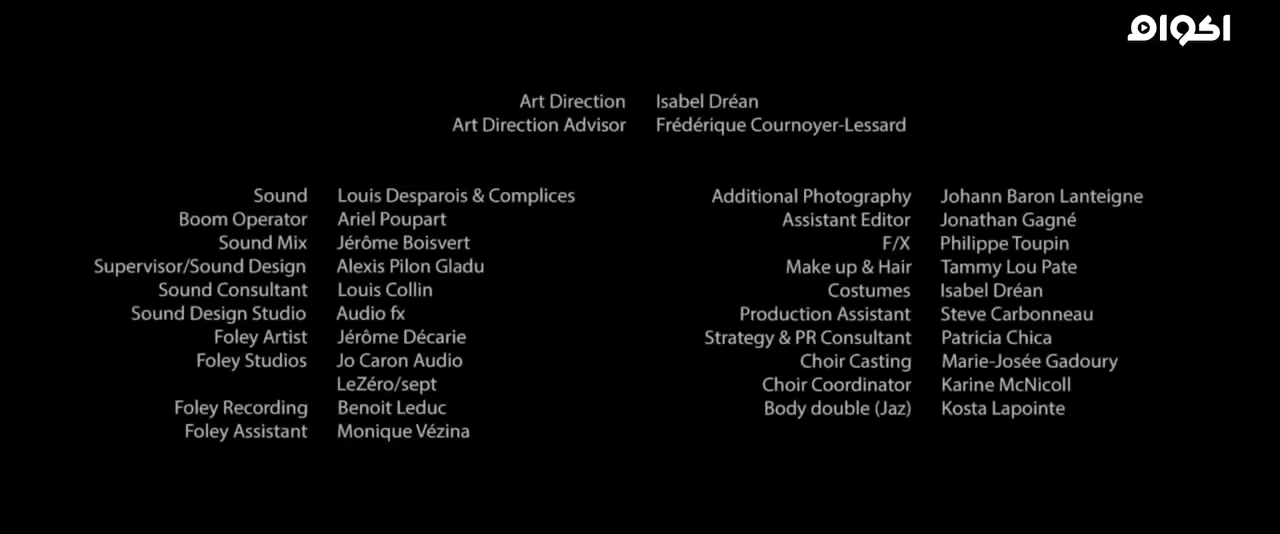 اكوام
Art Direction Isabel Dréan
Art Direction Advisor Frédérique Cournoyer-Lessard
Sound Louis Desparois & Complices
Boom Operator Ariel Poupart
Sound Mix Jérôme Boisvert
Supervisor/Sound Design Alexis Pilon Gladu
Sound Consultant Louis Collin
Sound Design Studio Audio fx
Foley Artist Jérôme Décarie
Foley Studios Jo Caron Audio
LeZéro/sept
Foley Recording Benoit Leduc
Foley Assistant Monique Vézina
Additional Photography Johann Baron Lanteigne
Assistant Editor Jonathan Gagné
F/X Philippe Toupin
Make up & Hair Tammy Lou Pate
Costumes Isabel Dréan
Production Assistant Steve Carbonneau
Strategy & PR Consultant Patricia Chica
Choir Casting Marie-Josée Gadoury
Choir Coordinator Karine McNicoll
Body double (Jaz) Kosta Lapointe